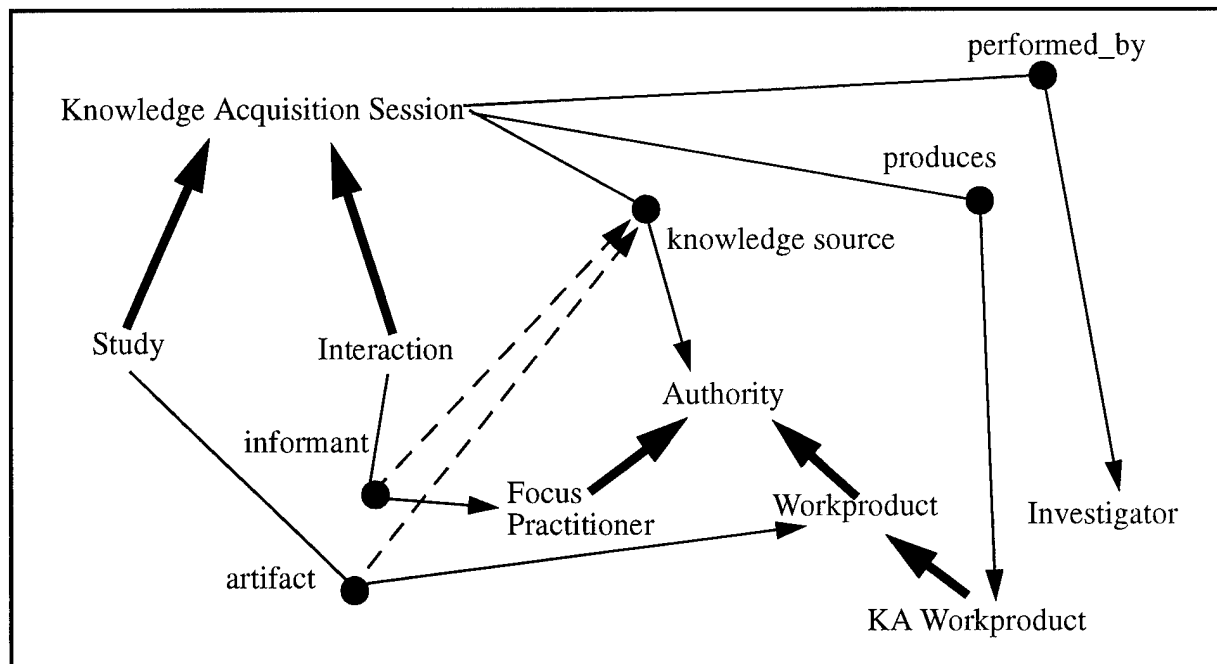 performed_by
Knowledge Acquisition Session
produces
knowledge source
Study
Interaction
Authority
informant
Focus
Practitioner
Workproduct
Investigator
artifact
KA Workproduct